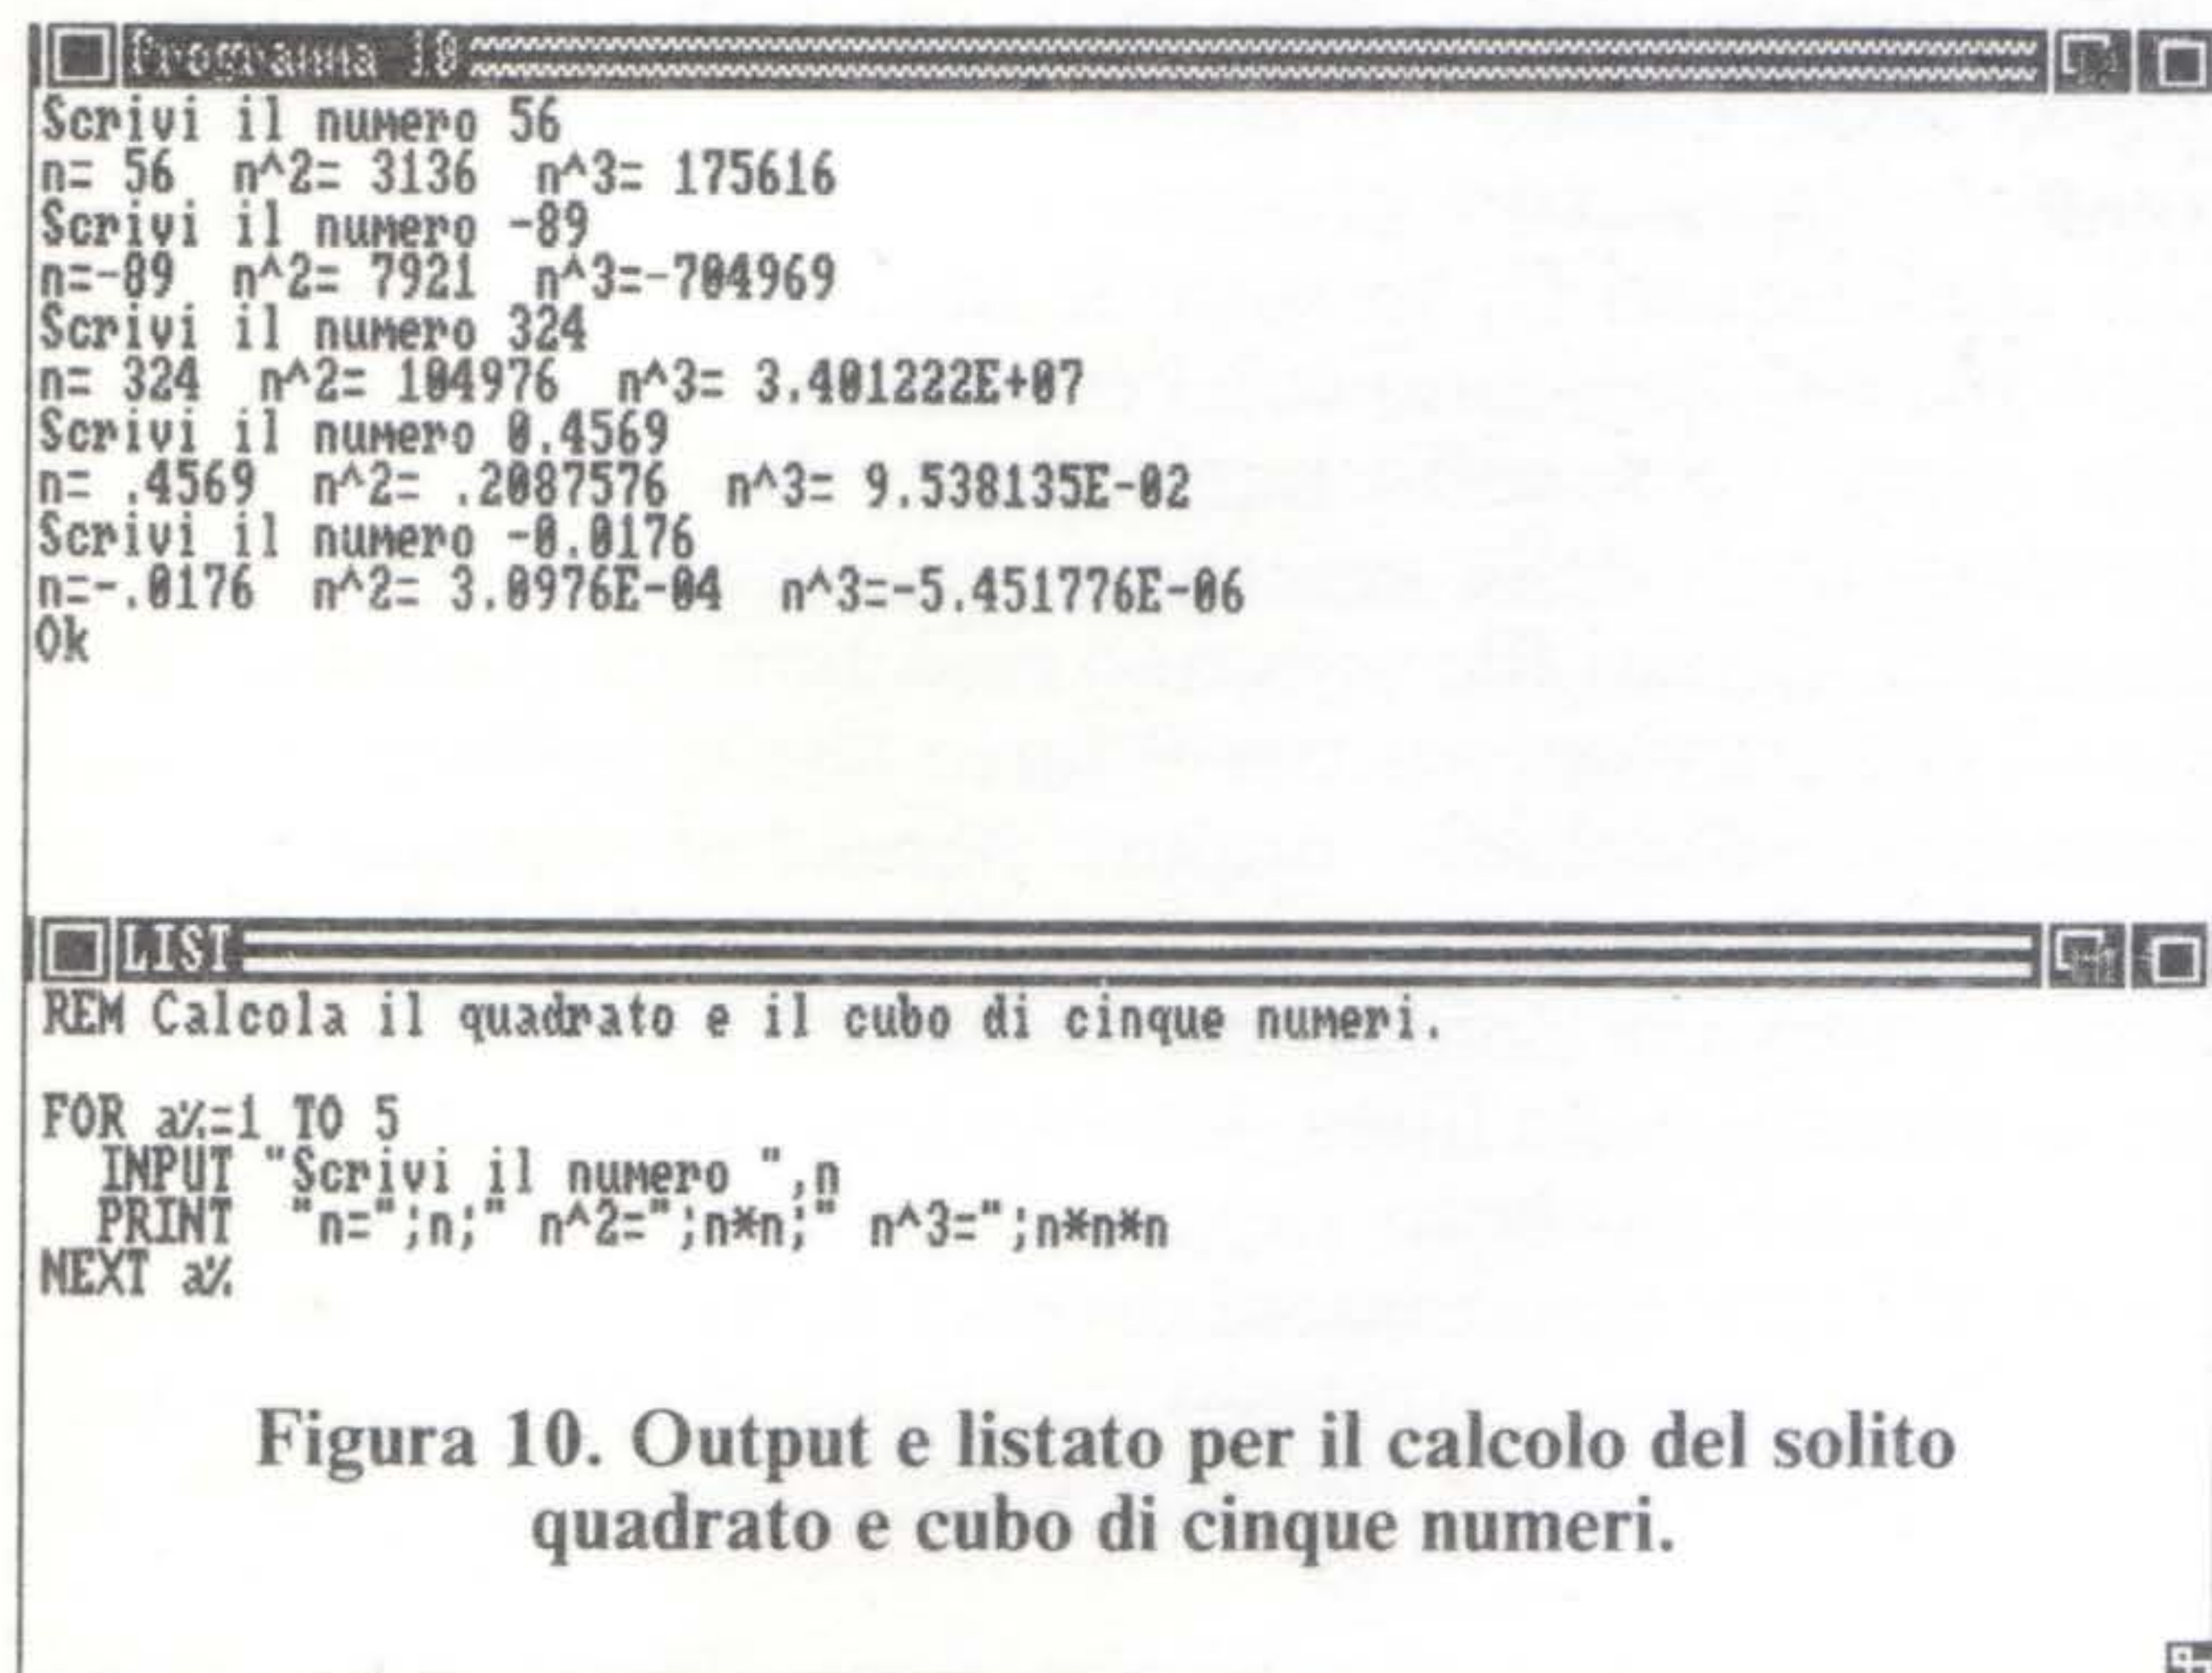 Programma 10
Scrivi il numero 56
n= 56  n^2= 3136  n^3= 175616
Scrivi il numero -89
n=-89  n^2= 7921  n^3=-704969
Scrivi il numero 324
n= 324  n^2= 104976  n^3= 3.401222E+07
Scrivi il numero 0.4569
n= .4569  n^2= .2087576  n^3= 9.538135E-02
Scrivi il numero -0.0176
n=-.0176  n^2= 3.0976E-04  n^3=-5.451776E-06
Ok
LIST
REM Calcola il quadrato e il cubo di cinque numeri.
FOR a%=1 TO 5
INPUT "Scrivi il numero ",n
PRINT  "n=";n;" n^2=";n*n;" n^3=";n*n*n
NEXT a%
Figura 10. Output e listato per il calcolo del solito
quadrato e cubo di cinque numeri.